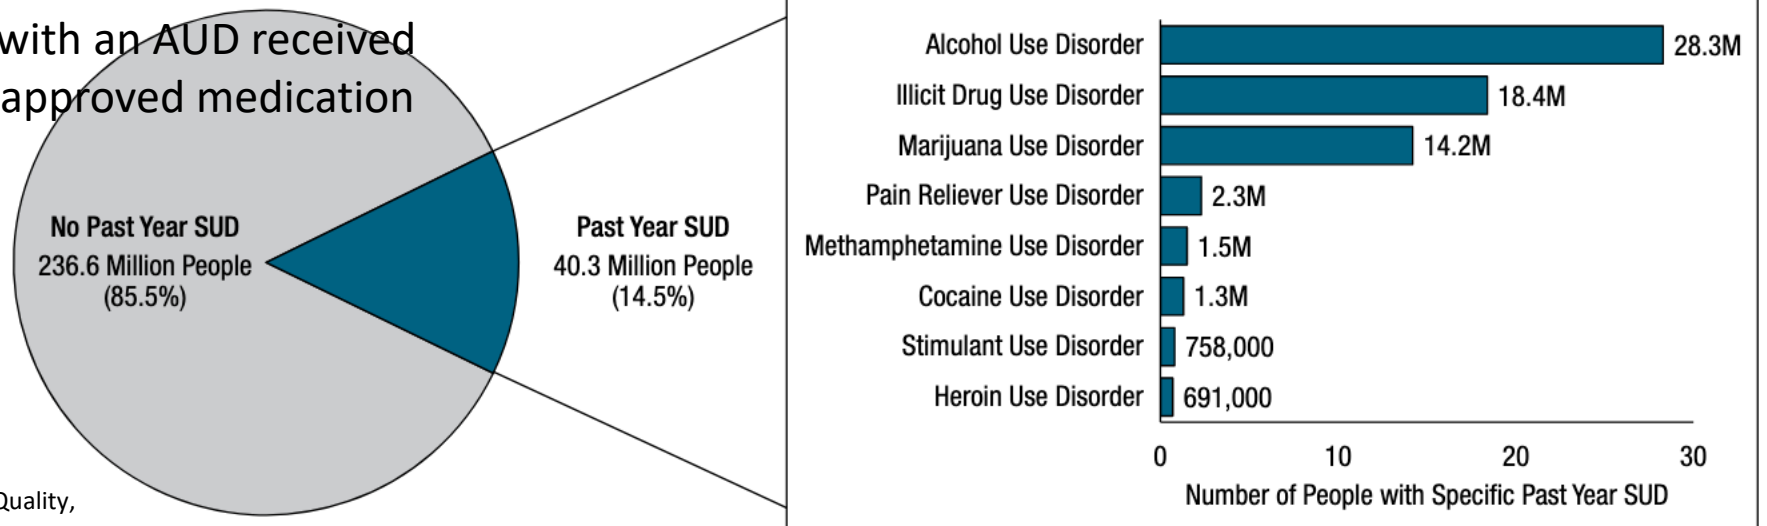 with an AUD received
approved medication
No Past Year SUD
236.6 Million People
(85.5%)
Past Year SUD
40.3 Million People
(14.5%)
Quality,
Alcohol Use Disorder 28.3M
Illicit Drug Use Disorder 18.4M
Marijuana Use Disorder 14.2M
Pain Reliever Use Disorder 2.3M
Methamphetamine Use Disorder 1.5M
Cocaine Use Disorder 1.3M
Stimulant Use Disorder 758,000
Heroin Use Disorder 691,000
0 10 20 30
Number of People with Specific Past Year SUD